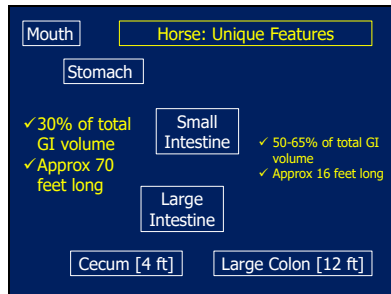 Mouth
Horse: Unique Features
Stomach
✓30% of total
GI volume
✓Approx 70
feet long
Small
Intestine
✓ 50-65% of total GI
volume
✓ Approx 16 feet long
Large
Intestine
Cecum [4 ft]
Large Colon [12 ft]